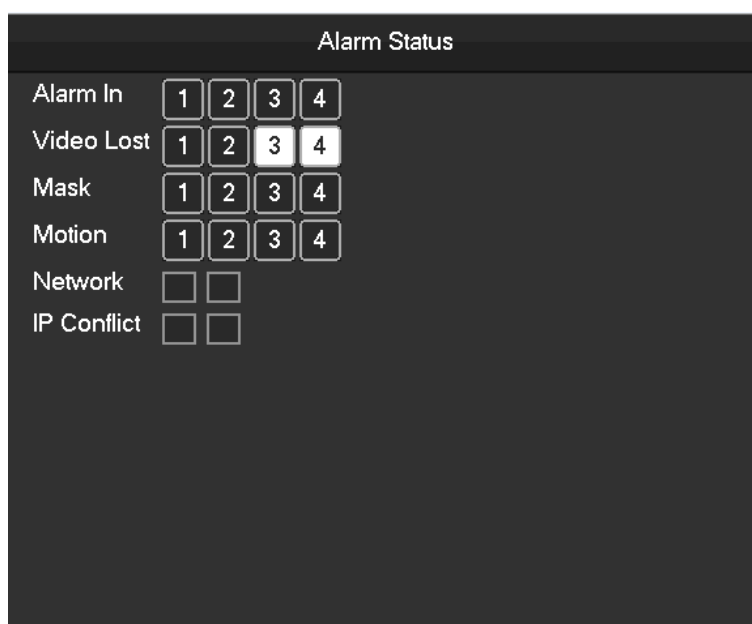 Alarm Status
Alarm In 1 2 3 4
Video Lost 1 2 3 4
Mask 1 2 3 4
Motion 1 2 3 4
Network
IP Conflict